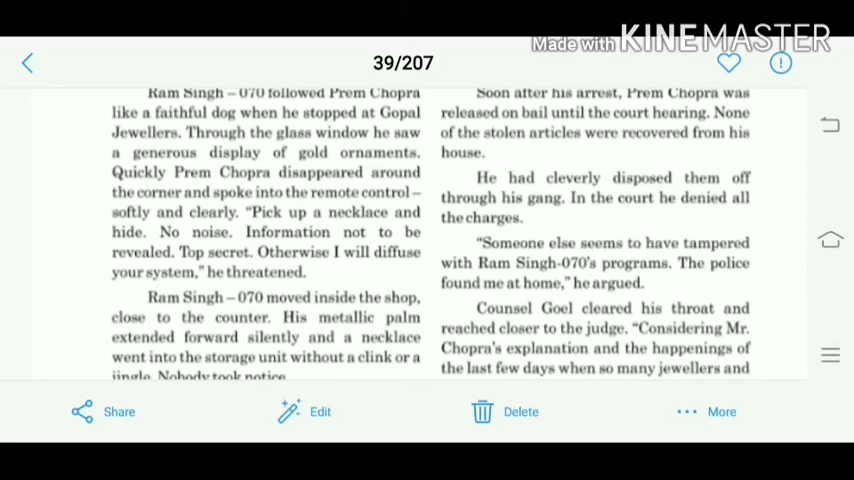 Made with KINEMASTER
39/207
Ram Singh – 070 followed Prem Chopra
like a faithful dog when he stopped at Gopal
Jewellers. Through the glass window he saw
a generous display of gold ornaments.
Quickly Prem Chopra disappeared around
the corner and spoke into the remote control –
softly and clearly. “Pick up a necklace and
hide. No noise. Information not to be
revealed. Top secret. Otherwise I will diffuse
your system,” he threatened.
Ram Singh – 070 moved inside the shop,
close to the counter. His metallic palm
extended forward silently and a necklace
went into the storage unit without a clink or a
jingle. Nobody took notice
Soon after his arrest, Prem Chopra was
released on bail until the court hearing. None
of the stolen articles were recovered from his
house.
He had cleverly disposed them off
through his gang. In the court he denied all
the charges.
“Someone else seems to have tampered
with Ram Singh-070’s programs. The police
found me at home,” he argued.
Counsel Goel cleared his throat and
reached closer to the judge. “Considering Mr.
Chopra’s explanation and the happenings of
the last few days when so many jewellers and
Share
Edit
Delete
More